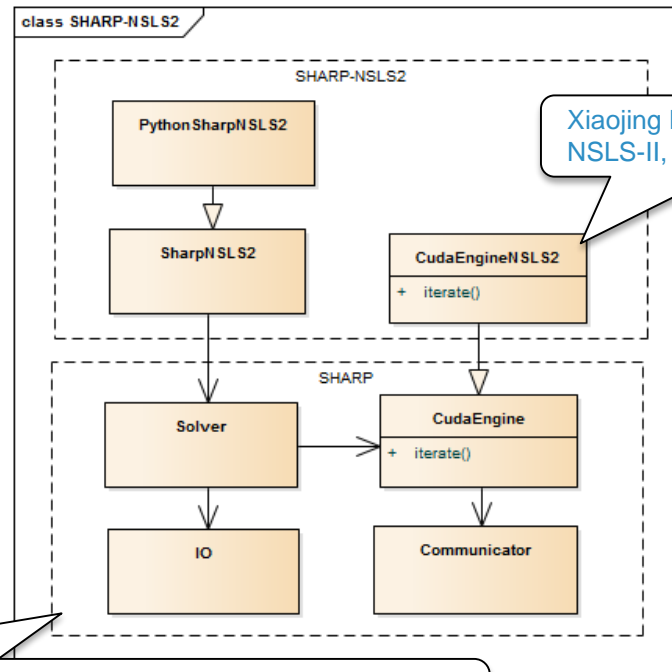 class SHARP-NSLS2
SHARP-NSLS2
PythonSharpNSLS2
Xiaojing
NSLS-II,
SharpNSLS2
CudaEngineNSLS2
+ iterate()
SHARP
Solver
CudaEngine
+ iterate()
IO
Communicator